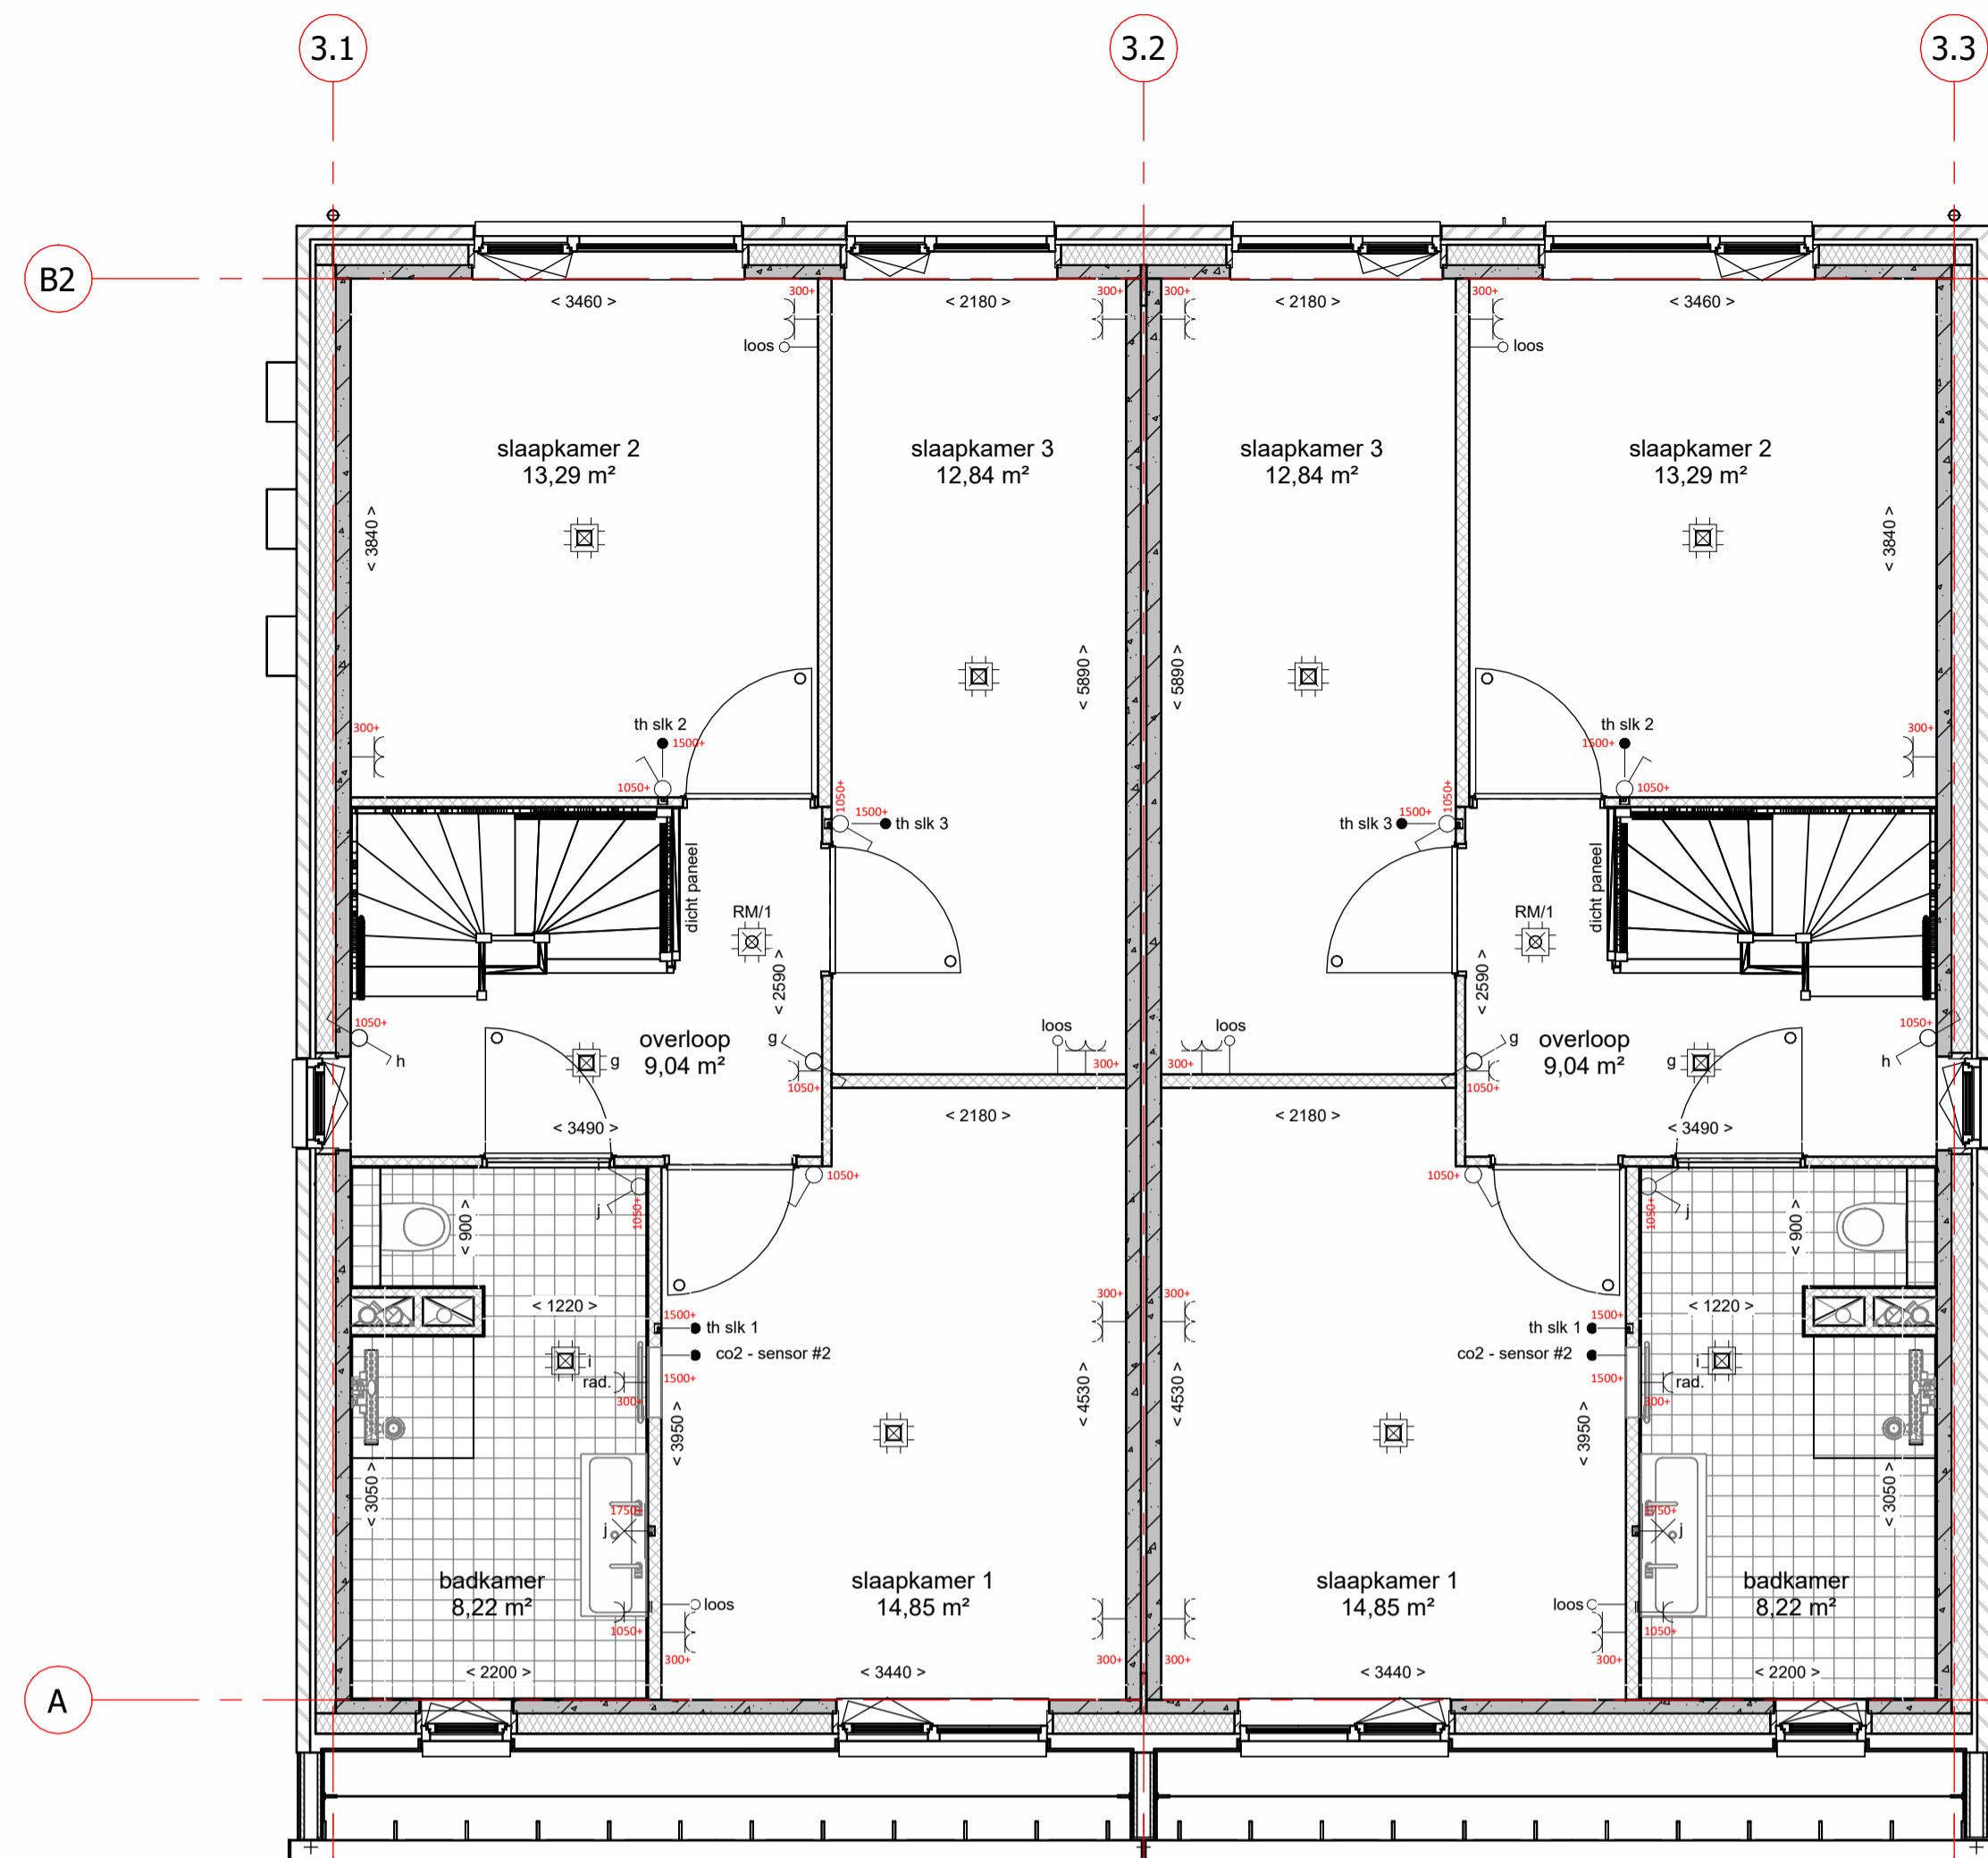 3.1 3.2 3.3
B2
< 3460 > 300+ < 2180 > 300+ 300+ < 2180 > 300+ < 3460 >
loos loos
slaapkamer 2 slaapkamer 3 slaapkamer 3 slaapkamer 2
13,29 m² 12,84 m² 12,84 m² 13,29 m²
< 3840 > < 3840 >
< 5890 > < 5890 >
th slk 2 th slk 2
300+ 1500+ 1500+ 300+
1050+ 1050+
1050+ 1050+
1500+ th slk 3 th slk 3 1500+
dicht paneel dicht paneel
RM/1 RM/1
< 2590 > < 2590 >
1050+ loos loos 1050+
overloop g g overloop
h g 9,04 m² 300+ 300+ 9,04 m² g h
1050+ 1050+
< 3490 > < 2180 > < 2180 > < 3490 >
i 1050+ 1050+ i
j 1050+ 1050+ j
< 900 > < 900 >
< 1220 > 300+ 300+ < 1220 >
1500+ 1500+
th slk 1 th slk 1
co2 - sensor #2 co2 - sensor #2
i i
rad. 1500+ 1500+ rad.
300+ 300+
< 4530 > < 4530 >
< 3950 > < 3950 >
< 3050 > < 3050 >
1750+ 1750+
j j
badkamer slaapkamer 1 slaapkamer 1 badkamer
8,22 m² 14,85 m² 14,85 m² 8,22 m²
loos loos
1050+ 1050+
300+ 300+ 300+ 300+
< 2200 > < 3440 > < 3440 > < 2200 >
A